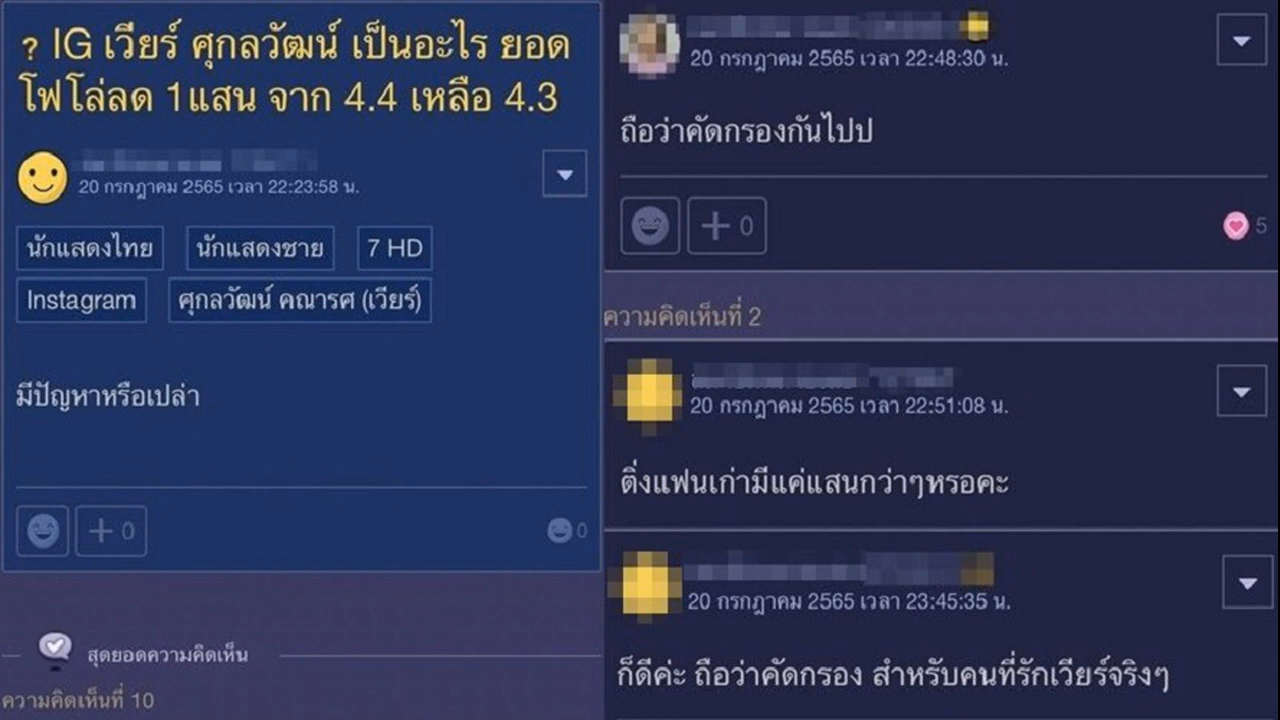 ? IG เวียร์ ศุกลวัฒน์ เป็นอะไร ยอด
โฟโล่ลด 1แสน จาก 4.4 เหลือ 4.3
20 กรกฎาคม 2565 เวลา 22:23:58 น.
นักแสดงไทย นักแสดงชาย 7 HD
Instagram ศุกลวัฒน์ คณารศ (เวียร์)
มีปัญหาหรือเปล่า
0 0
สุดยอดความคิดเห็น
ความคิดเห็นที่ 10
20 กรกฎาคม 2565 เวลา 22:48:30 น.
ถือว่าคัดกรองกันไปป
0 5
ความคิดเห็นที่ 2
20 กรกฎาคม 2565 เวลา 22:51:08 น.
ติ่งแฟนเก่ามีแค่แสนกว่าๆหรอคะ
20 กรกฎาคม 2565 เวลา 23:45:35 น.
ก็ดีค่ะ ถือว่าคัดกรอง สำหรับคนที่รักเวียร์จริงๆ